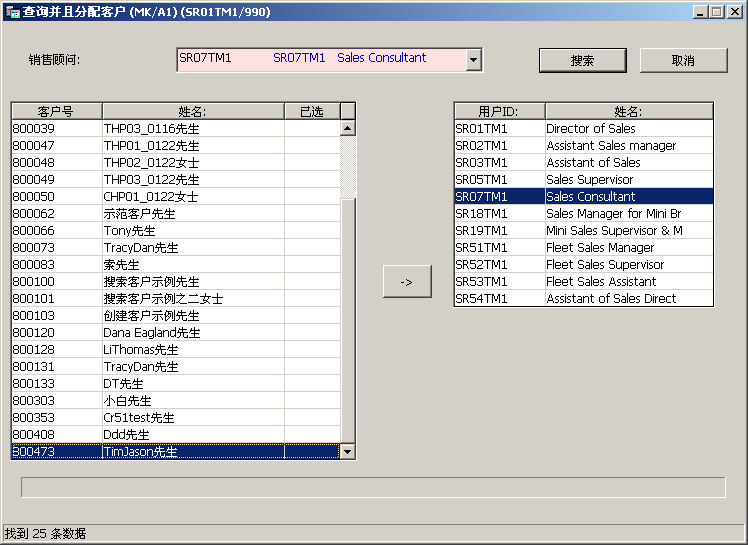 查询并且分配客户 (MK/A1) (SR01TM1/990)
销售顾问: SR07TM1 SR07TM1 Sales Consultant 搜索 取消
客户号 姓名: 已选
800039 THP03_0116先生
800047 THP01_0122先生
800048 THP02_0122女士
800049 THP03_0122先生
800050 CHP01_0122女士
800062 示范客户先生
800066 Tony先生
800073 TracyDan先生
800083 索先生
800100 搜索客户示例先生
800101 搜索客户示例之二女士
800103 创建客户示例先生
800120 Dana Eagland先生
800128 LiThomas先生
800131 TracyDan先生
800133 DT先生
800303 小白先生
800353 Cr51test先生
800408 Ddd先生
800473 TimJason先生
->
用户ID: 姓名:
SR01TM1 Director of Sales
SR02TM1 Assistant Sales manager
SR03TM1 Assistant of Sales
SR05TM1 Sales Supervisor
SR07TM1 Sales Consultant
SR18TM1 Sales Manager for Mini Br
SR19TM1 Mini Sales Supervisor & M
SR51TM1 Fleet Sales Manager
SR52TM1 Fleet Sales Supervisor
SR53TM1 Fleet Sales Assistant
SR54TM1 Assistant of Sales Direct
找到 25 条数据